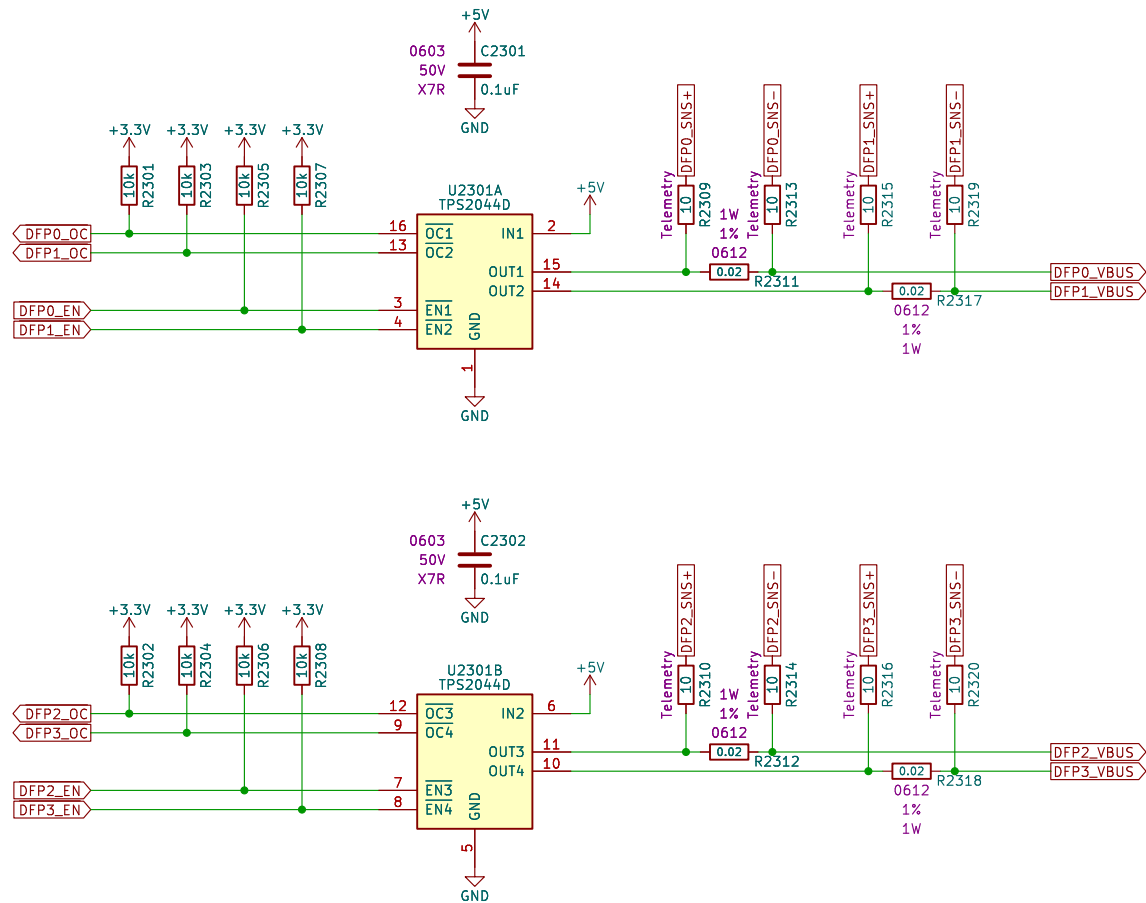 +5V
0603
50V
X7R
C2301
0.1uF
GND
+3.3V
+3.3V
+3.3V
+3.3V
10k
R2301
10k
R2303
10k
R2305
10k
R2307
DFP0_OC
DFP1_OC
DFP0_EN
DFP1_EN
U2301A
TPS2044D
16
OC1
13
OC2
3
EN1
4
EN2
IN1
2
OUT1
15
OUT2
14
GND
1
GND
+5V
DFP0_SNS+
DFP0_SNS-
DFP1_SNS+
DFP1_SNS-
Telemetry
10
R2309
Telemetry
10
R2313
Telemetry
10
R2315
Telemetry
10
R2319
1W
1%
0612
0.02
R2311
0.02
R2317
0612
1%
1W
DFP0_VBUS
DFP1_VBUS
+5V
0603
50V
X7R
C2302
0.1uF
GND
+3.3V
+3.3V
+3.3V
+3.3V
10k
R2302
10k
R2304
10k
R2306
10k
R2308
DFP2_OC
DFP3_OC
DFP2_EN
DFP3_EN
U2301B
TPS2044D
12
OC3
9
OC4
7
EN3
8
EN4
IN2
6
OUT3
11
OUT4
10
GND
5
GND
+5V
DFP2_SNS+
DFP2_SNS-
DFP3_SNS+
DFP3_SNS-
Telemetry
10
R2310
Telemetry
10
R2314
Telemetry
10
R2316
Telemetry
10
R2320
1W
1%
0612
0.02
R2312
0.02
R2318
0612
1%
1W
DFP2_VBUS
DFP3_VBUS